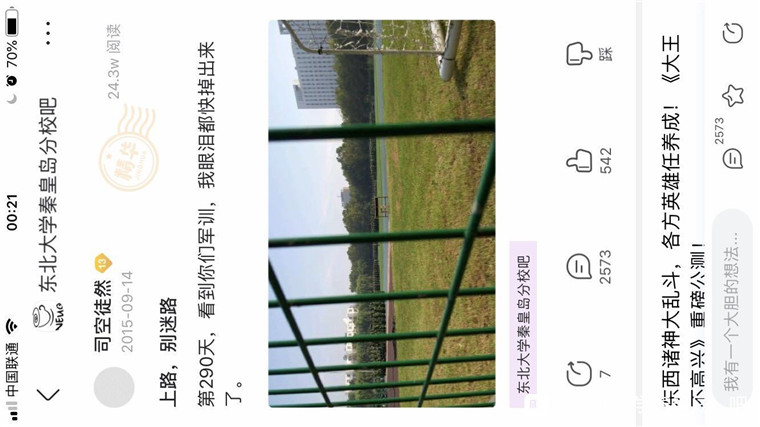 中国联通
00:21
70%
东北大学秦皇岛分校吧
司空徒然
13
2015-09-14
24.3w 阅读
精华
上路，别迷路
第290天，看到你们军训，我眼泪都快掉出来
了。
东北大学秦皇岛分校吧
7
2573
542
踩
东西诸神大乱斗，各方英雄任养成！《大王
不高兴》重磅公测！
我有一个大胆的想法...
2573